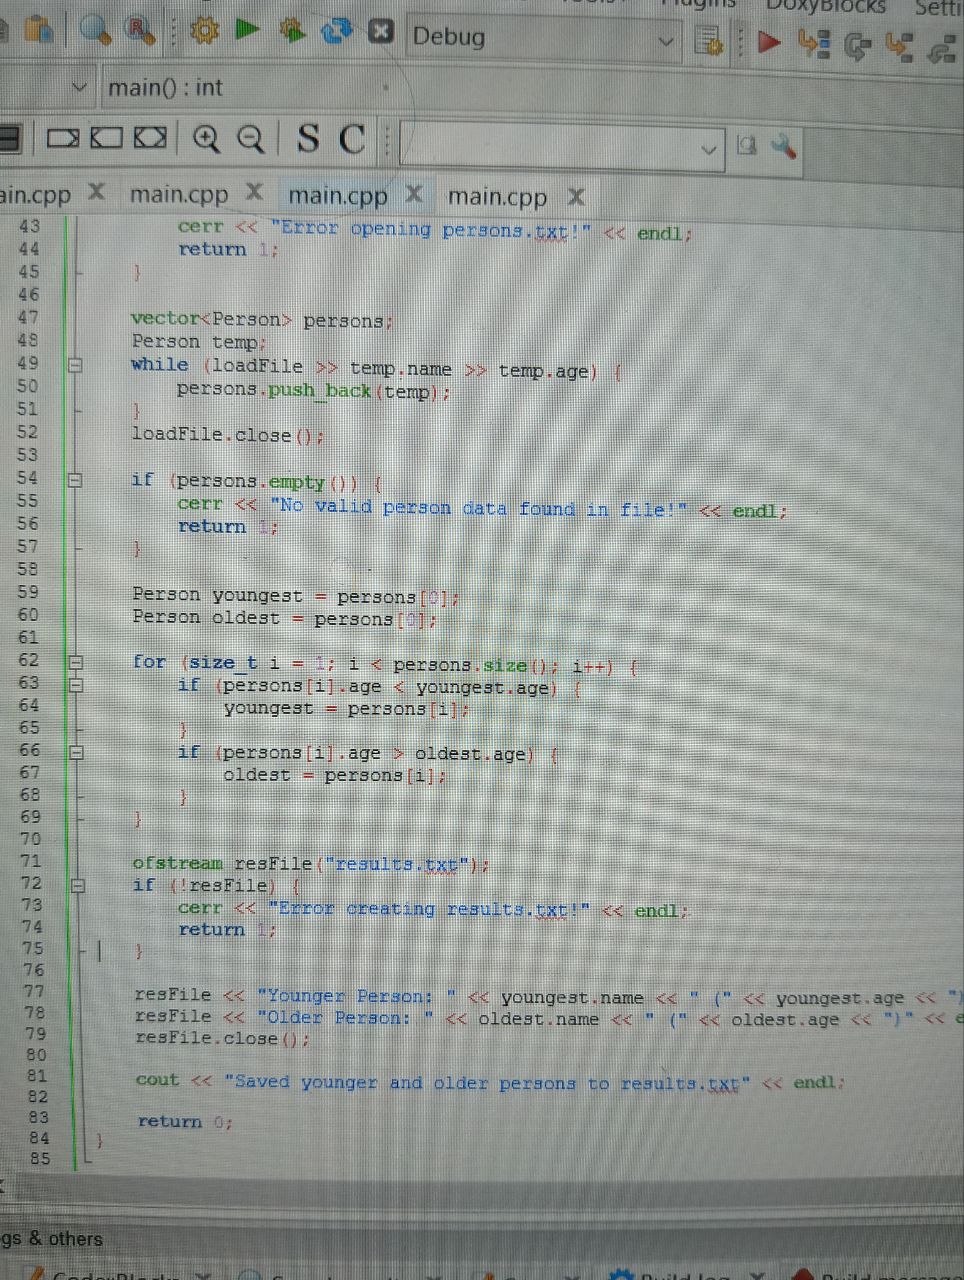 Plugins DoxyBlocks Setti
Debug
main() : int
S C
ain.cpp main.cpp main.cpp main.cpp
43 cerr << "Error opening persons.txt!" << endl;
44 return 1;
45 }
46
47 vector<Person> persons;
48 Person temp;
49 while (loadFile >> temp.name >> temp.age) {
50 persons.push_back(temp);
51 }
52 loadFile.close();
53
54 if (persons.empty()) {
55 cerr << "No valid person data found in file!" << endl;
56 return 1;
57 }
58
59 Person youngest = persons[0];
60 Person oldest = persons[0];
61
62 for (size_t i = 1; i < persons.size(); i++) {
63 if (persons[i].age < youngest.age) {
64 youngest = persons[i];
65 }
66 if (persons[i].age > oldest.age) {
67 oldest = persons[i];
68 }
69 }
70
71 ofstream resFile("results.txt");
72 if (!resFile) {
73 cerr << "Error creating results.txt!" << endl;
74 return 1;
75 }
76
77 resFile << "Younger Person: " << youngest.name << " (" << youngest.age << ")
78 resFile << "Older Person: " << oldest.name << " (" << oldest.age << ")" << e
79 resFile.close();
80
81 cout << "Saved younger and older persons to results.txt" << endl;
82
83 return 0;
84 }
85
gs & others